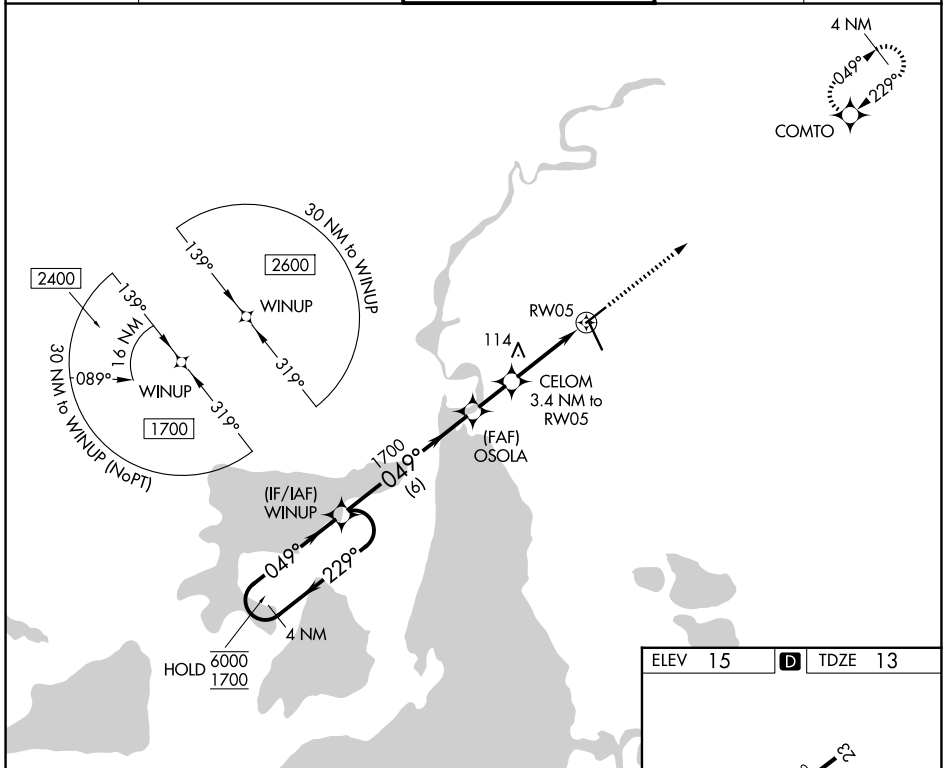 4 NM
049°
229°
COMTO
30 NM to WINUP
139°
2600
WINUP
319°
2400
139°
16 NM
30 NM to WINUP (NoPT)
089°
WINUP
319°
1700
RW05
114
CELOM
3.4 NM to
RW05
(FAF)
OSOLA
1700
049°
(6)
(IF/IAF)
WINUP
049°
229°
4 NM
HOLD 6000
1700
ELEV 15 D TDZE 13
23